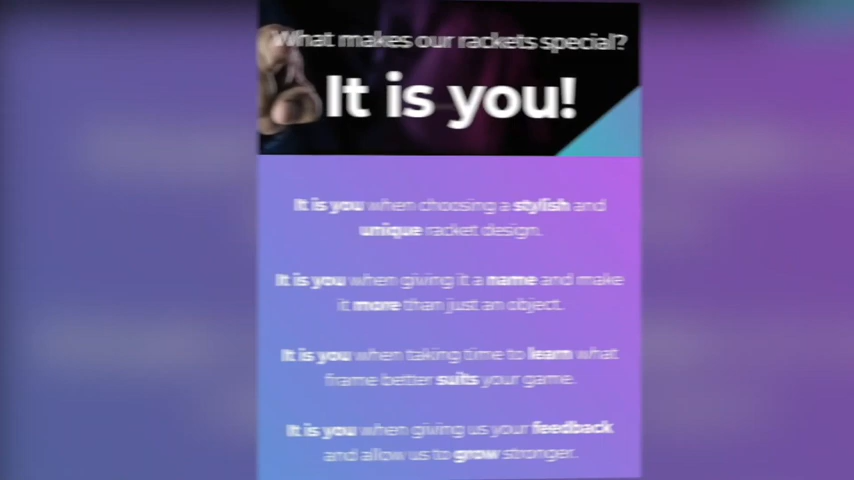 What makes our rackets special?
It is you!
It is you when choosing a stylish and
unique racket design.
It is you when giving it a name and make
it more than just an object.
It is you when taking time to learn what
frame better suits your game.
It is you when giving us your feedback
and allow us to grow stronger.